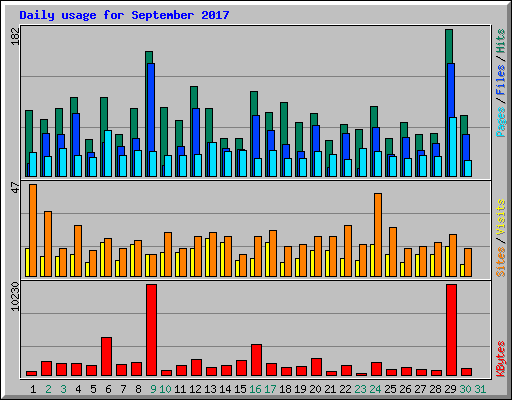 Daily usage for September 2017
182
Pages / Files / Hits
47
Sites / Visits
10230
KBytes
1 2 3 4 5 6 7 8 9 10 11 12 13 14 15 16 17 18 19 20 21 22 23 24 25 26 27 28 29 30 31